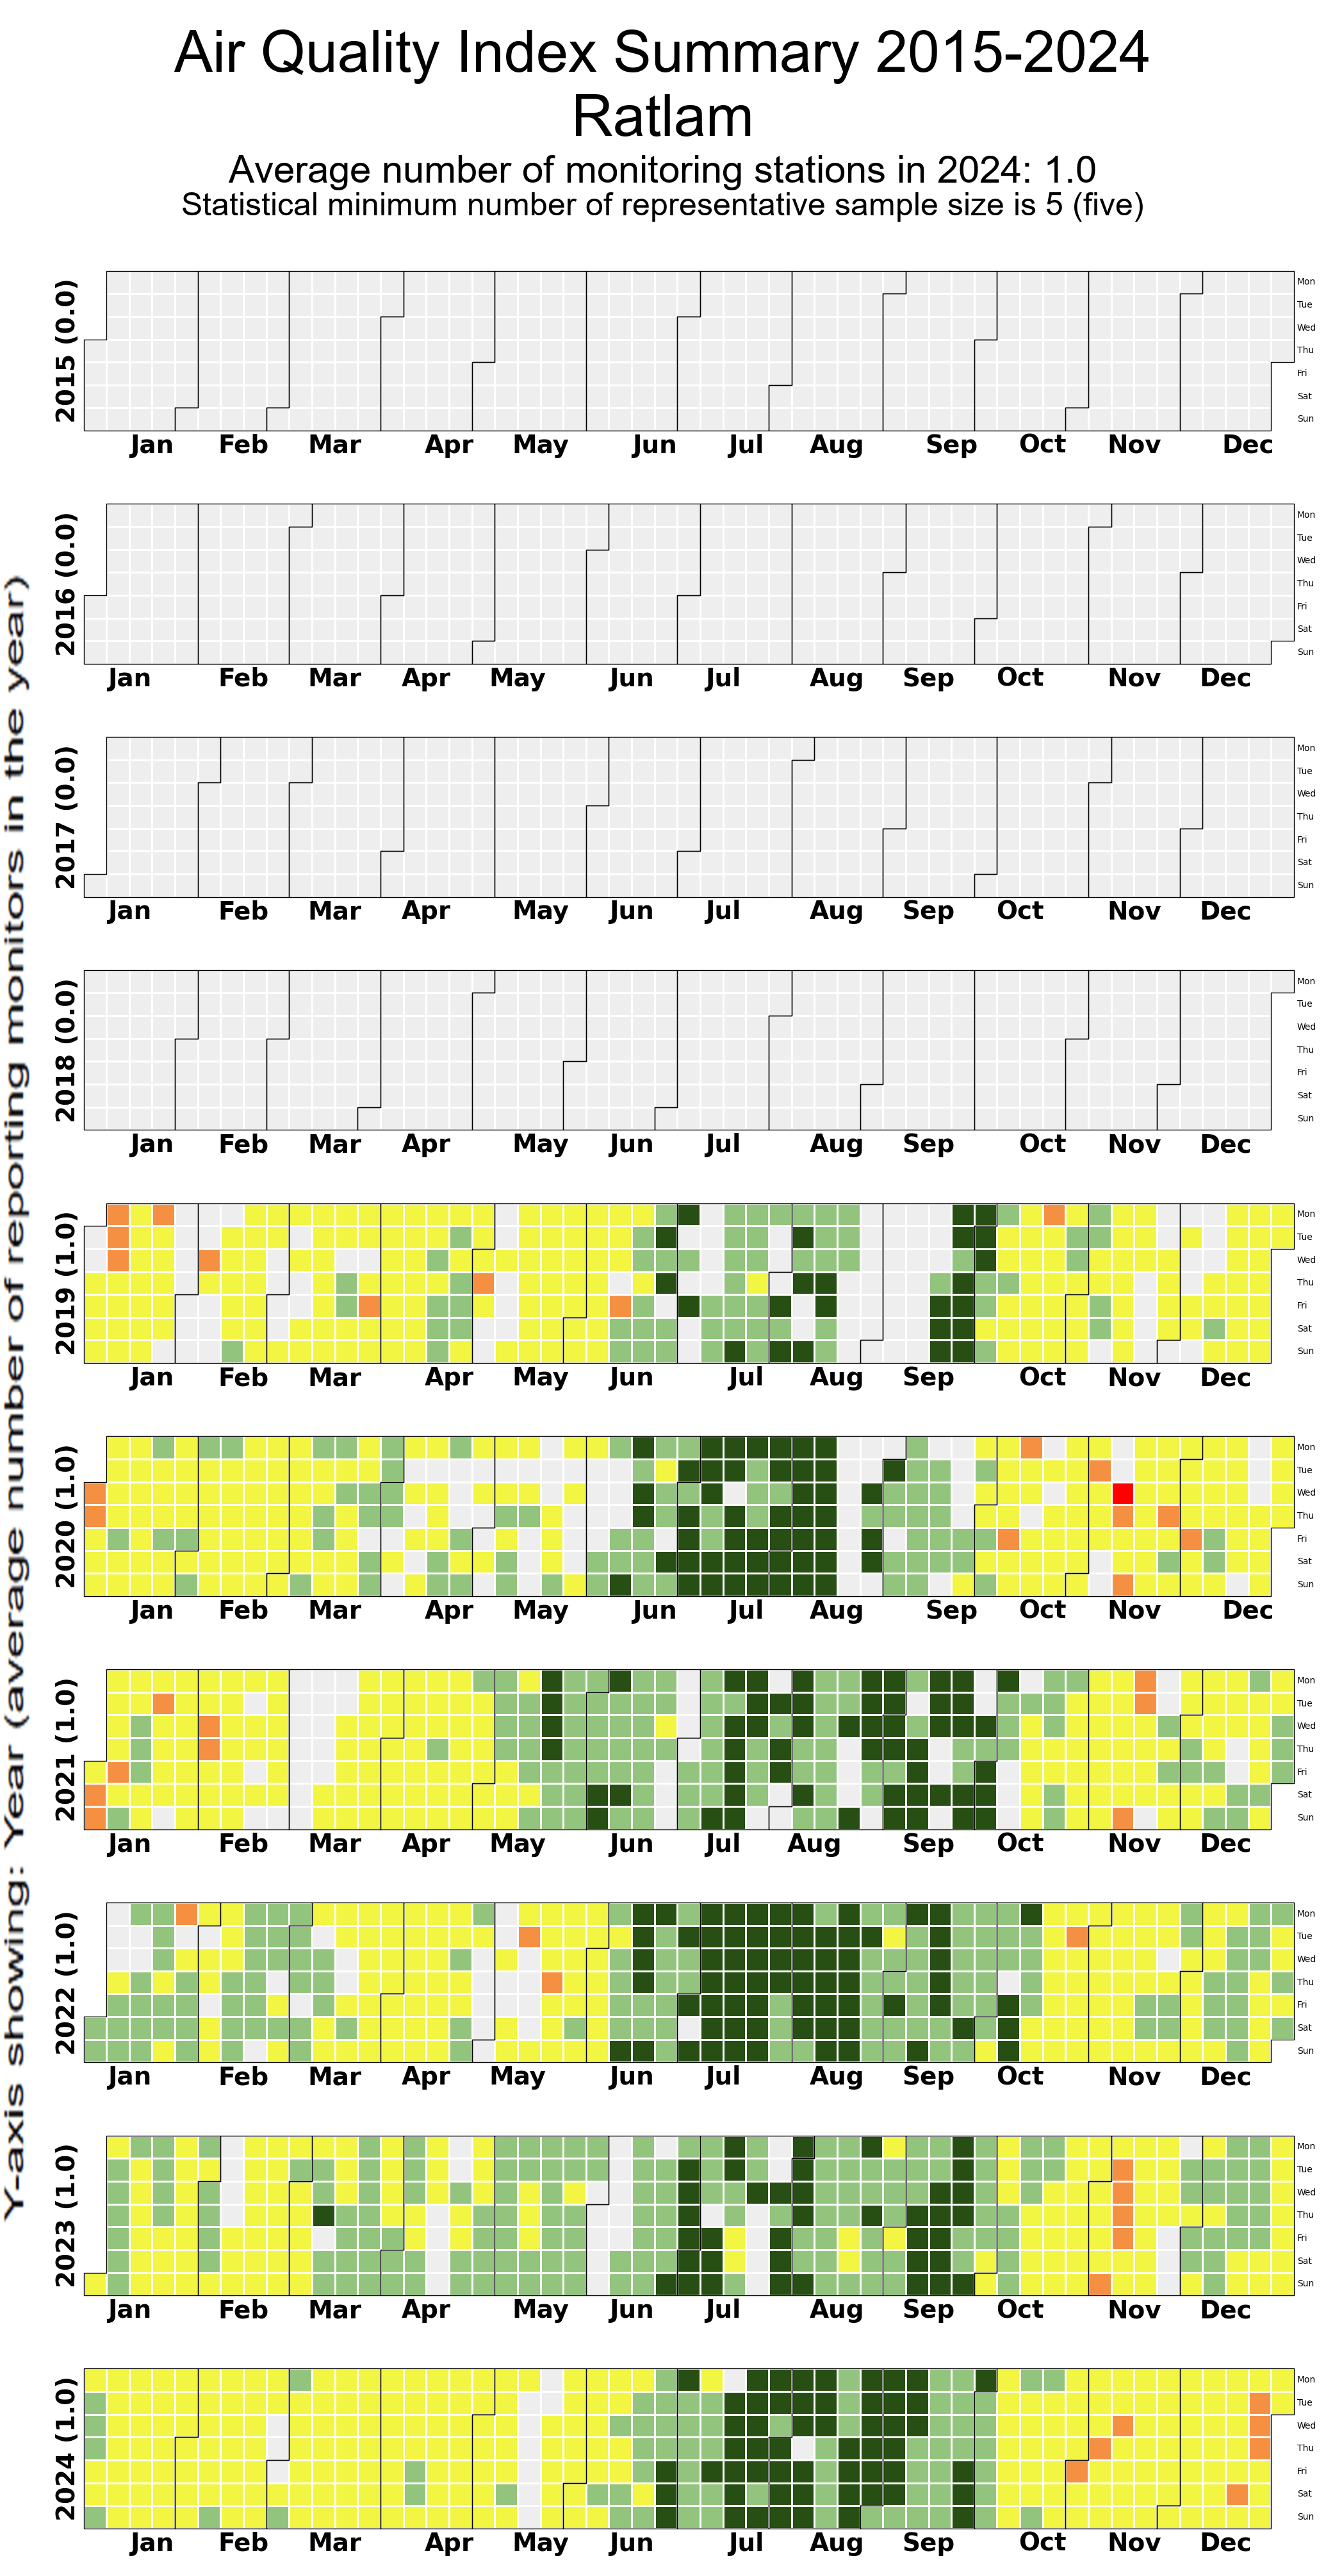 Air Quality Index Summary 2015-2024
Ratlam
Average number of monitoring stations in 2024: 1.0
Statistical minimum number of representative sample size is 5 (five)
Y-axis showing: Year (average number of reporting monitors in the year)
2015 (0.0)
Mon
Tue
Wed
Thu
Fri
Sat
Sun
Jan Feb Mar Apr May Jun Jul Aug Sep Oct Nov Dec
2016 (0.0)
Mon
Tue
Wed
Thu
Fri
Sat
Sun
Jan Feb Mar Apr May Jun Jul Aug Sep Oct Nov Dec
2017 (0.0)
Mon
Tue
Wed
Thu
Fri
Sat
Sun
Jan Feb Mar Apr May Jun Jul Aug Sep Oct Nov Dec
2018 (0.0)
Mon
Tue
Wed
Thu
Fri
Sat
Sun
Jan Feb Mar Apr May Jun Jul Aug Sep Oct Nov Dec
2019 (1.0)
Mon
Tue
Wed
Thu
Fri
Sat
Sun
Jan Feb Mar Apr May Jun Jul Aug Sep Oct Nov Dec
2020 (1.0)
Mon
Tue
Wed
Thu
Fri
Sat
Sun
Jan Feb Mar Apr May Jun Jul Aug Sep Oct Nov Dec
2021 (1.0)
Mon
Tue
Wed
Thu
Fri
Sat
Sun
Jan Feb Mar Apr May Jun Jul Aug Sep Oct Nov Dec
2022 (1.0)
Mon
Tue
Wed
Thu
Fri
Sat
Sun
Jan Feb Mar Apr May Jun Jul Aug Sep Oct Nov Dec
2023 (1.0)
Mon
Tue
Wed
Thu
Fri
Sat
Sun
Jan Feb Mar Apr May Jun Jul Aug Sep Oct Nov Dec
2024 (1.0)
Mon
Tue
Wed
Thu
Fri
Sat
Sun
Jan Feb Mar Apr May Jun Jul Aug Sep Oct Nov Dec